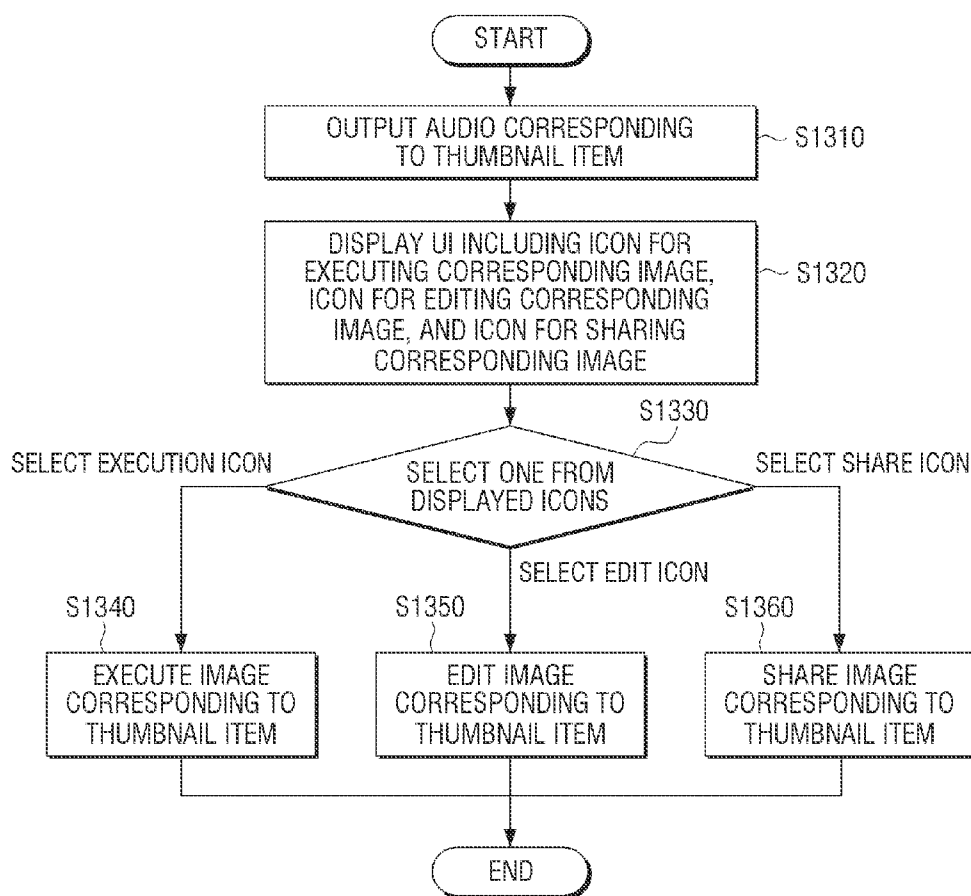 START
OUTPUT AUDIO CORRESPONDING
TO THUMBNAIL ITEM
S1310
DISPLAY UI INCLUDING ICON FOR
EXECUTING CORRESPONDING IMAGE,
ICON FOR EDITING CORRESPONDING
IMAGE, AND ICON FOR SHARING
CORRESPONDING IMAGE
S1320
S1330
SELECT EXECUTION ICON
SELECT ONE FROM
DISPLAYED ICONS
SELECT SHARE ICON
SELECT EDIT ICON
S1340
EXECUTE IMAGE
CORRESPONDING TO
THUMBNAIL ITEM
S1350
EDIT IMAGE
CORRESPONDING TO
THUMBNAIL ITEM
S1360
SHARE IMAGE
CORRESPONDING TO
THUMBNAIL ITEM
END